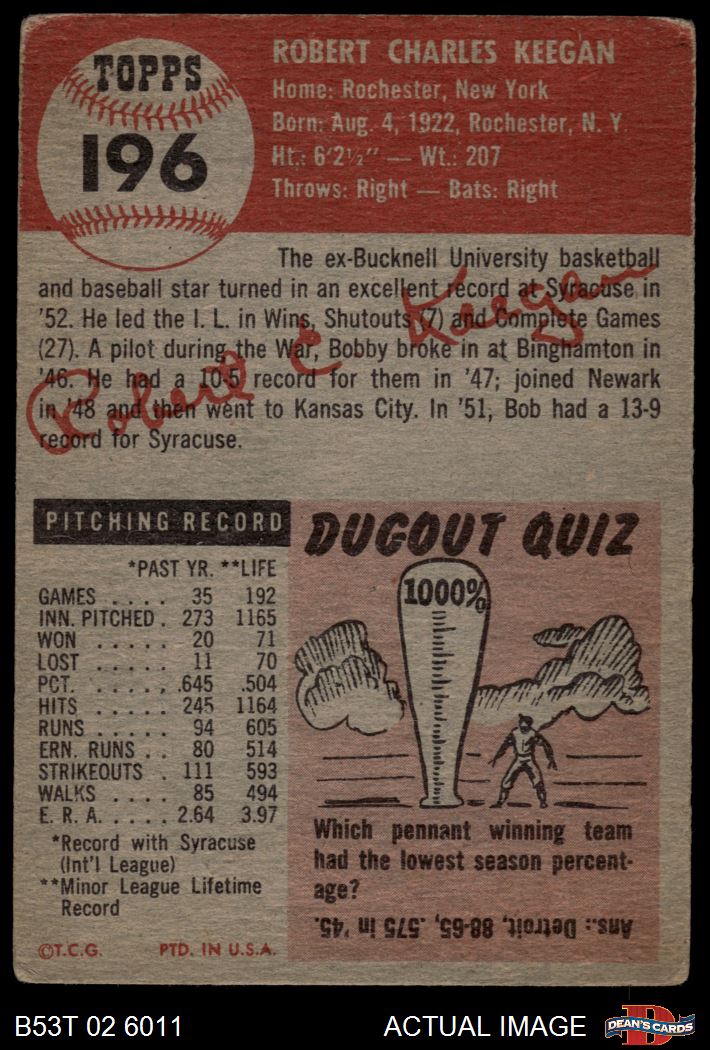 TOPPS
196
ROBERT CHARLES KEEGAN
Home: Rochester, New York
Born: Aug. 4, 1922, Rochester, N. Y.
Ht.: 6'2½" — Wt.: 207
Throws: Right — Bats: Right
The ex-Bucknell University basketball
and baseball star turned in an excellent record at Syracuse in
'52. He led the I. L. in Wins, Shutouts (7) and Complete Games
(27). A pilot during the War, Bobby broke in at Binghamton in
'46. He had a 10-5 record for them in '47; joined Newark
in '48 and then went to Kansas City. In '51, Bob had a 13-9
record for Syracuse.
Robert C. Keegan
PITCHING RECORD
*PAST YR. **LIFE
GAMES . . . . 35 192
INN. PITCHED . 273 1165
WON . . . . . 20 71
LOST . . . . . 11 70
PCT. . . . . . .645 .504
HITS . . . . . 245 1164
RUNS . . . . . 94 605
ERN. RUNS . . 80 514
STRIKEOUTS . 111 593
WALKS . . . . 85 494
E. R. A. . . . . 2.64 3.97
*Record with Syracuse
(Int'l League)
**Minor League Lifetime
Record
DUGOUT QUIZ
1000%
Which pennant winning team
had the lowest season percent-
age?
Ans.: Detroit, 88-65, .575 in '45.
©T.C.G. PTD. IN U.S.A.
B53T 02 6011 ACTUAL IMAGE
D
DEAN'S CARDS